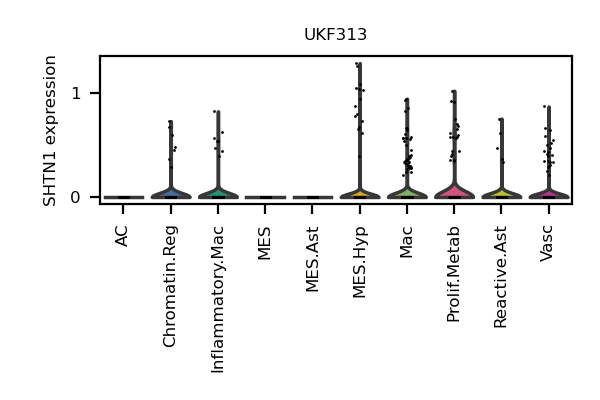 UKF313
SHTN1 expression
1
0
AC
Chromatin.Reg
Inflammatory.Mac
MES
MES.Ast
MES.Hyp
Mac
Prolif.Metab
Reactive.Ast
Vasc